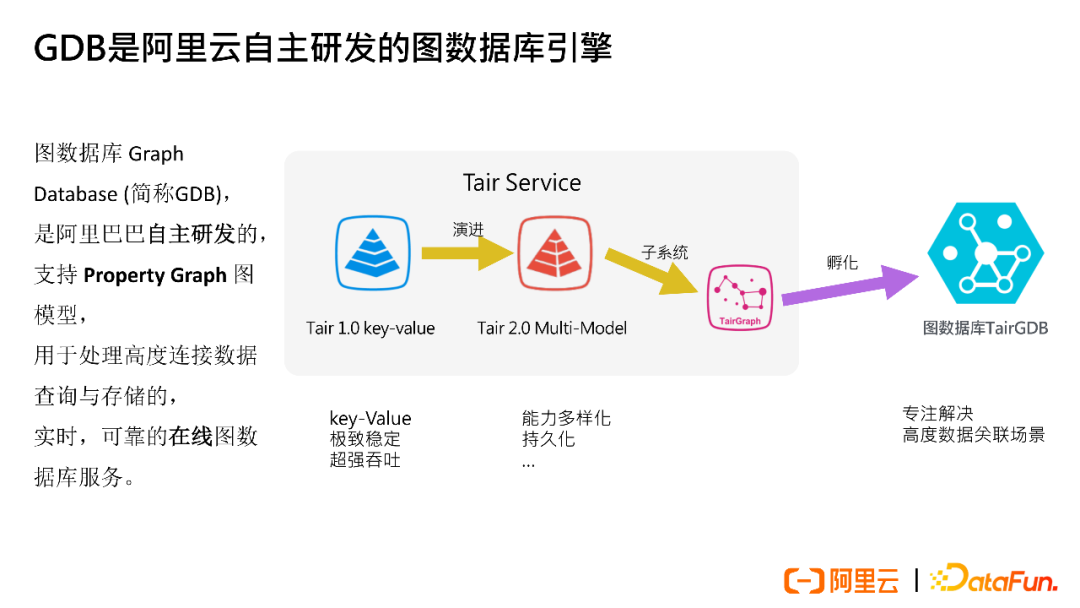 GDB是阿里云自主研发的图数据库引擎
图数据库 Graph
Database (简称GDB)，
是阿里巴巴自主研发的，
支持 Property Graph 图
模型，
用于处理高度连接数据
查询与存储的，
实时，可靠的在线图数
据库服务。
Tair Service
演进
子系统
孵化
TairGraph
Tair 1.0 key-value
Tair 2.0 Multi-Model
图数据库TairGDB
key-Value
极致稳定
超强吞吐
能力多样化
持久化
...
专注解决
高度数据关联场景
阿里云 | DataFun.